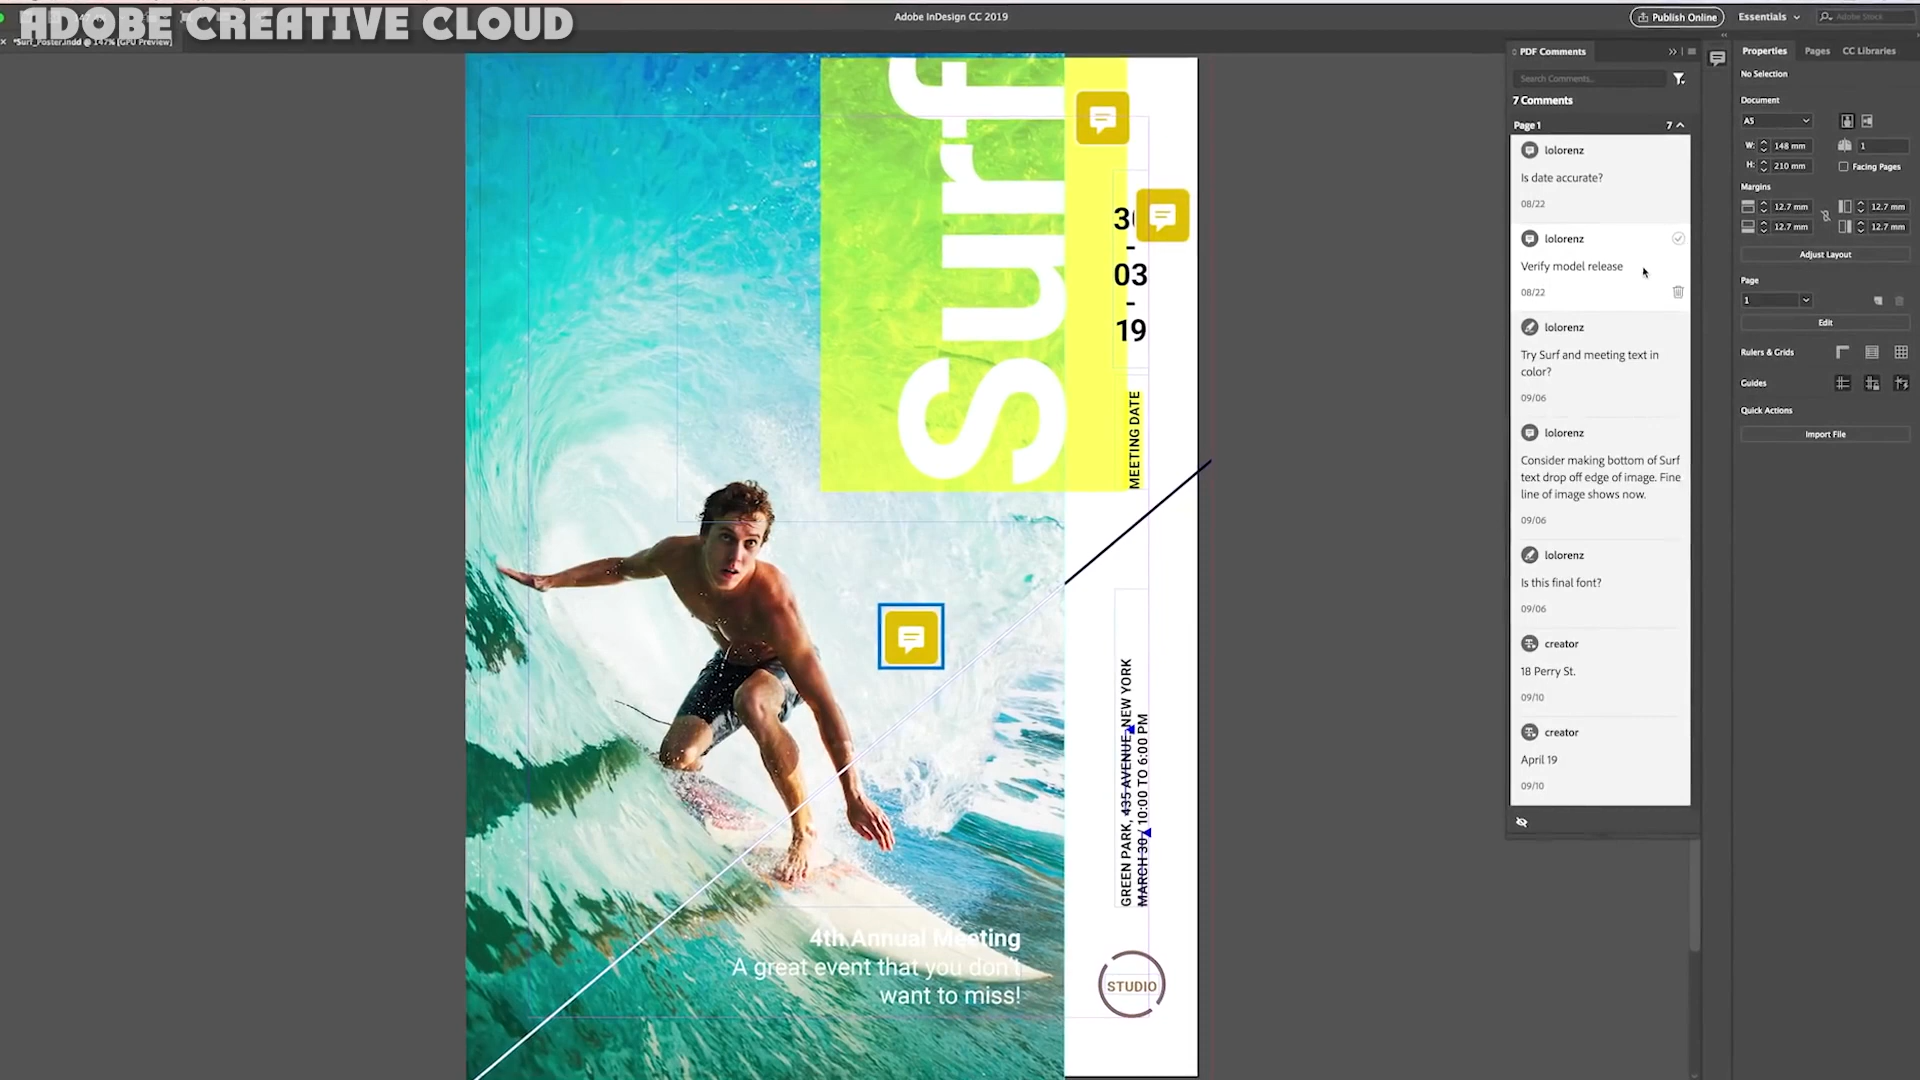 ADOBE CREATIVE CLOUD
Adobe InDesign CC 2019
Publish Online
Essentials
Adobe Stock
*Surf_Poster.indd @ 147% [GPU Preview]
PDF Comments
Search Comments...
7 Comments
Page 1
7
lolorenz
Is date accurate?
08/22
lolorenz
Verify model release
08/22
lolorenz
Try Surf and meeting text in
color?
09/06
lolorenz
Consider making bottom of Surf
text drop off edge of image. Fine
line of image shows now.
09/06
lolorenz
Is this final font?
09/06
creator
18 Perry St.
09/10
creator
April 19
09/10
Properties
Pages
CC Libraries
No Selection
Document
A5
W: 148 mm
1
H: 210 mm
Facing Pages
Margins
12.7 mm
12.7 mm
12.7 mm
12.7 mm
Adjust Layout
Page
1
Edit
Rulers & Grids
Guides
Quick Actions
Import File
Surf
-
03
-
19
MEETING DATE
GREEN PARK, 435 AVENUE, NEW YORK
MARCH 30 / 10:00 TO 6:00 PM
4th Annual Meeting
A great event that you don't
want to miss!
STUDIO